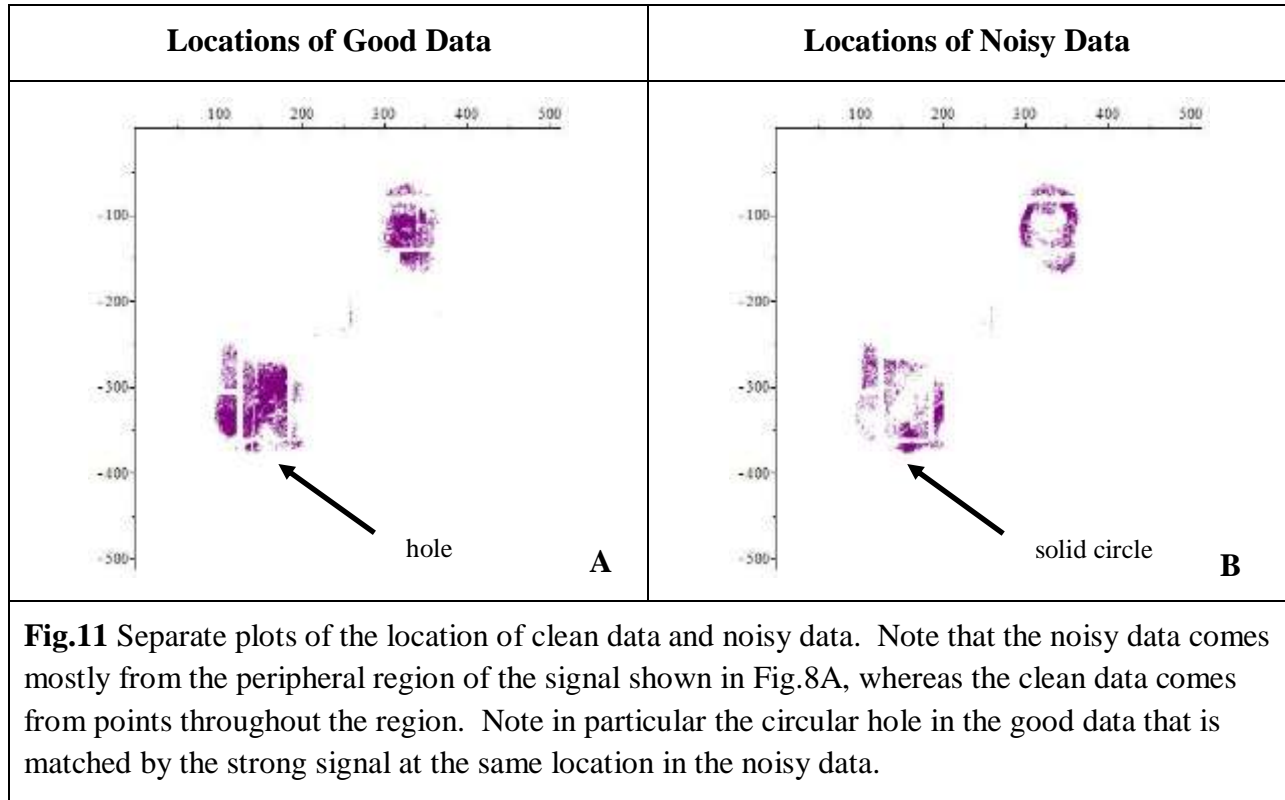 Locations of Good Data
Locations of Noisy Data
100 200 300 400 500
-100
-200
-300
-400
-500
hole
A
100 200 300 400 500
-100
-200
-300
-400
-500
solid circle
B
Fig.11 Separate plots of the location of clean data and noisy data. Note that the noisy data comes
mostly from the peripheral region of the signal shown in Fig.8A, whereas the clean data comes
from points throughout the region. Note in particular the circular hole in the good data that is
matched by the strong signal at the same location in the noisy data.